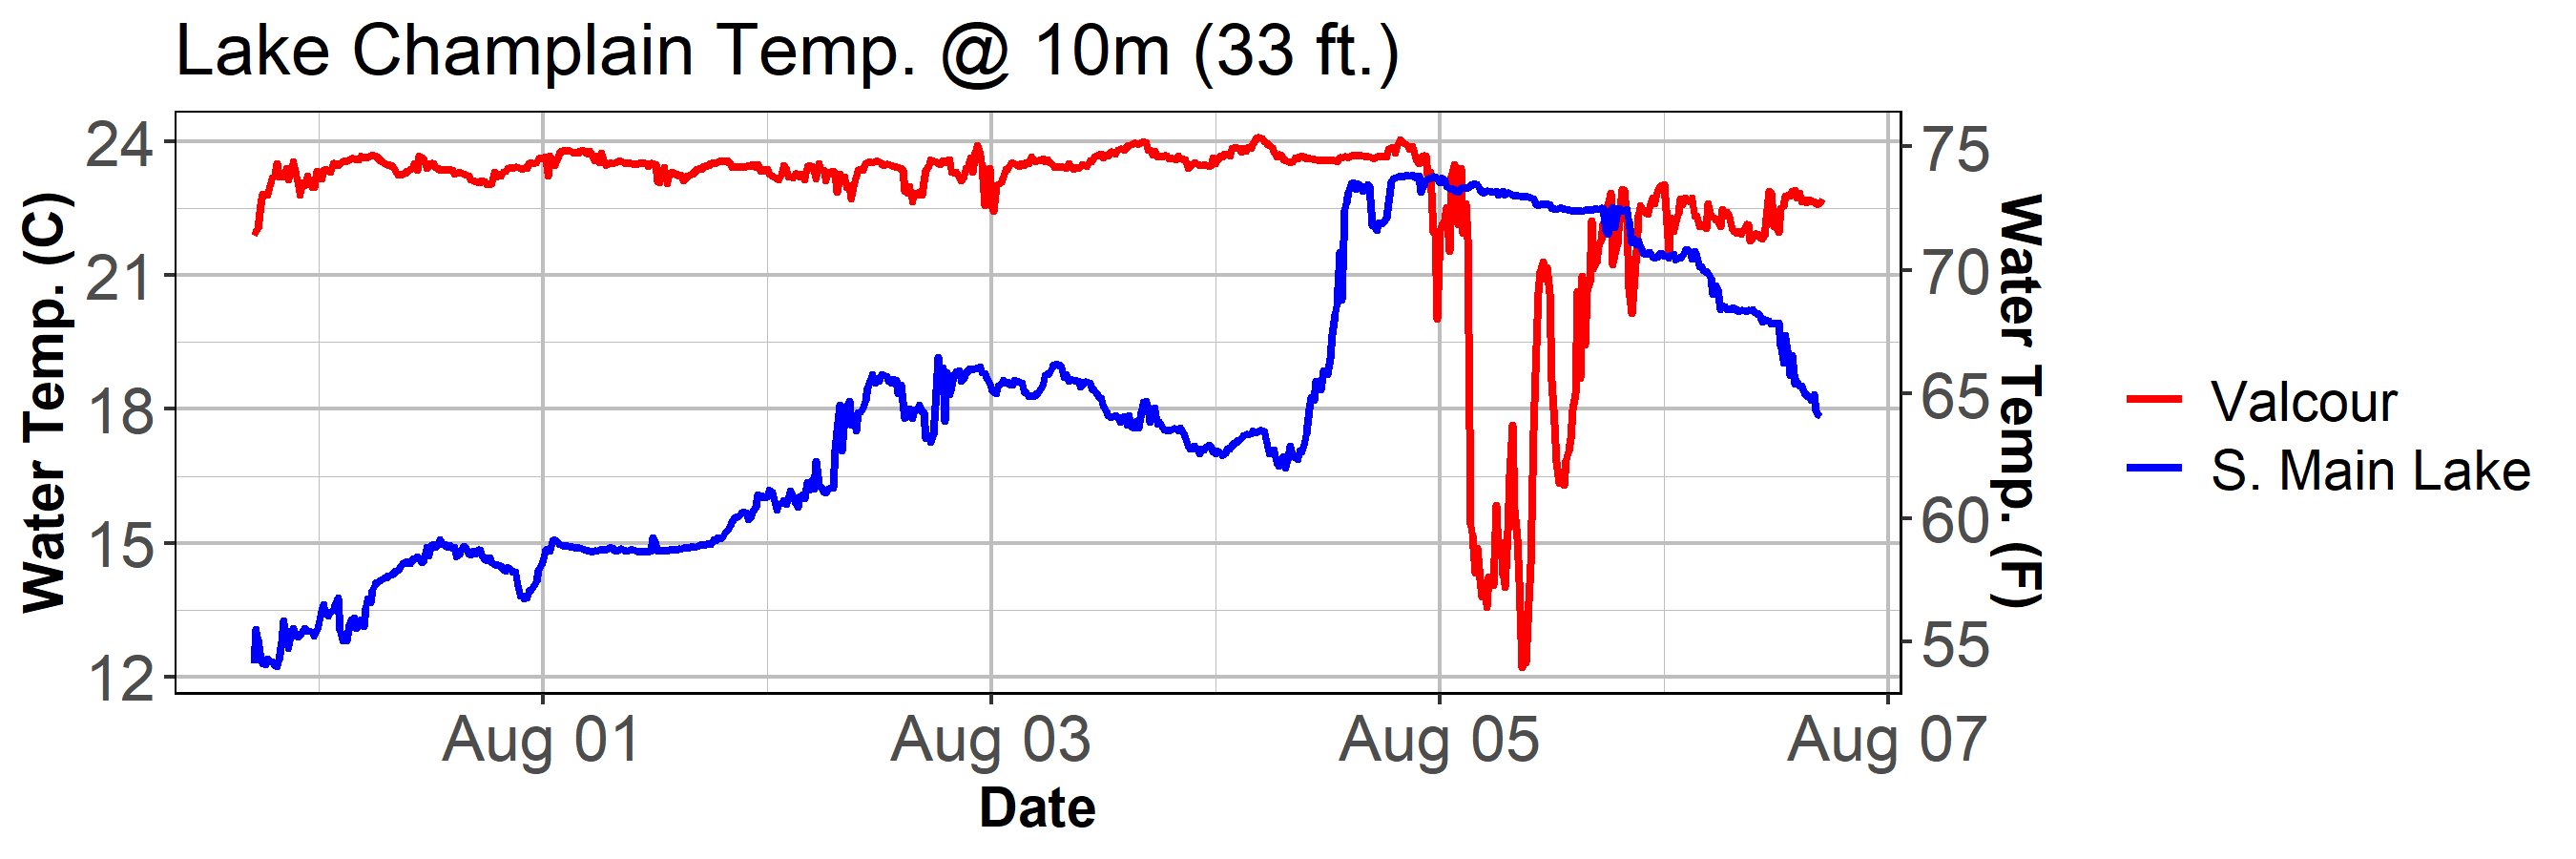 Lake Champlain Temp. @ 10m (33 ft.)
Water Temp. (C)
24
21
18
15
12
75
70
65
60
55
Water Temp. (F)
Aug 01
Aug 03
Aug 05
Aug 07
Date
Valcour
S. Main Lake